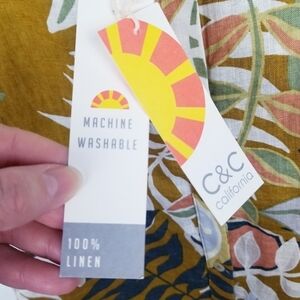 MACHINE
WASHABLE
100%
LINEN
C&C
california